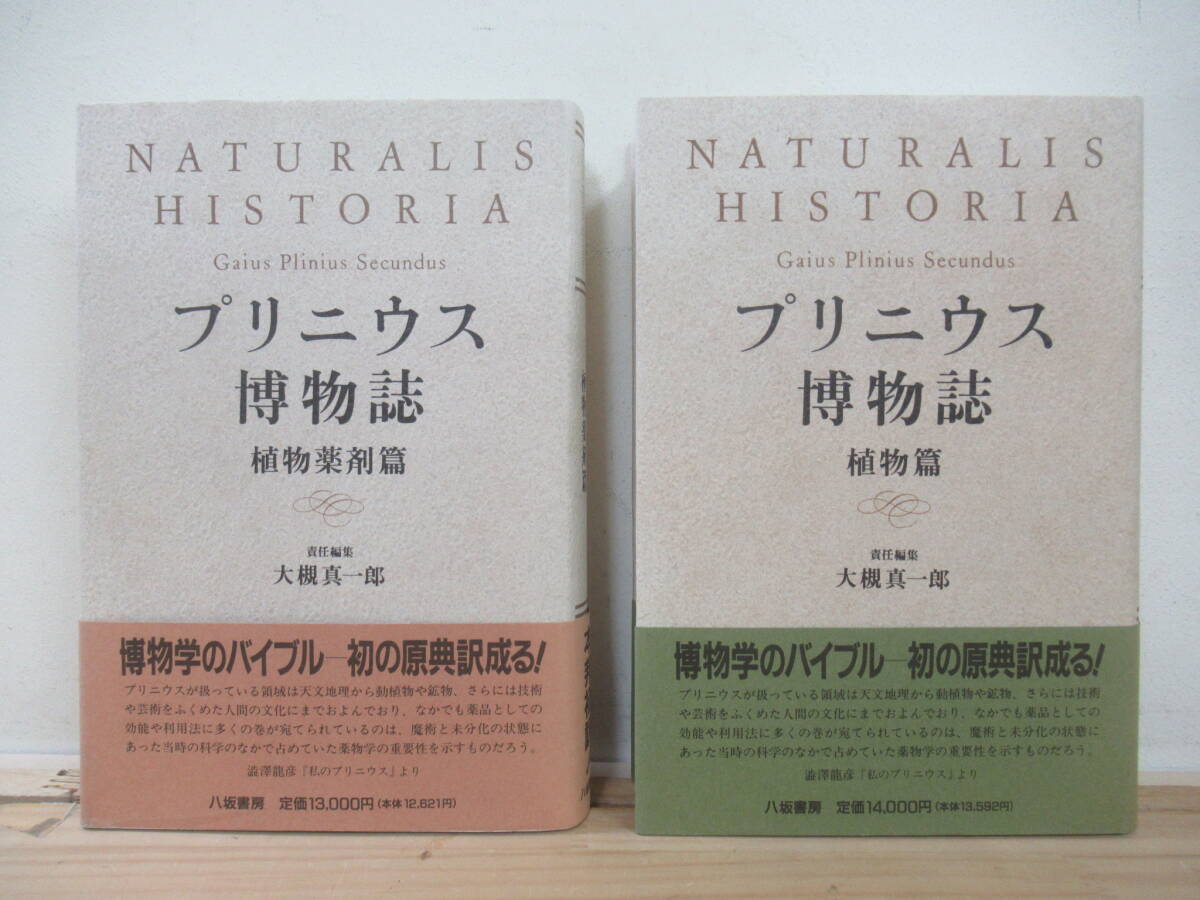 NATURALIS
HISTORIA
Gaius Plinius Secundus
プリニウス
博物誌
植物薬剤篇
責任編集
大槻真一郎
博物学のバイブル―初の原典訳成る!
プリニウスが扱っている領域は天文地理から動植物や鉱物、さらには技術
や芸術をふくめた人間の文化にまでおよんでおり、なかでも薬品としての
効能や利用法に多くの巻が宛てられているのは、魔術と未分化の状態に
あった当時の科学のなかで占めていた薬物学の重要性を示すものだろう。
澁澤龍彦『私のプリニウス』より
八坂書房 定価13,000円(本体12,621円)
NATURALIS
HISTORIA
Gaius Plinius Secundus
プリニウス
博物誌
植物篇
責任編集
大槻真一郎
博物学のバイブル―初の原典訳成る!
プリニウスが扱っている領域は天文地理から動植物や鉱物、さらには技術
や芸術をふくめた人間の文化にまでおよんでおり、なかでも薬品としての
効能や利用法に多くの巻が宛てられているのは、魔術と未分化の状態に
あった当時の科学のなかで占めていた薬物学の重要性を示すものだろう。
澁澤龍彦『私のプリニウス』より
八坂書房 定価14,000円(本体13,592円)